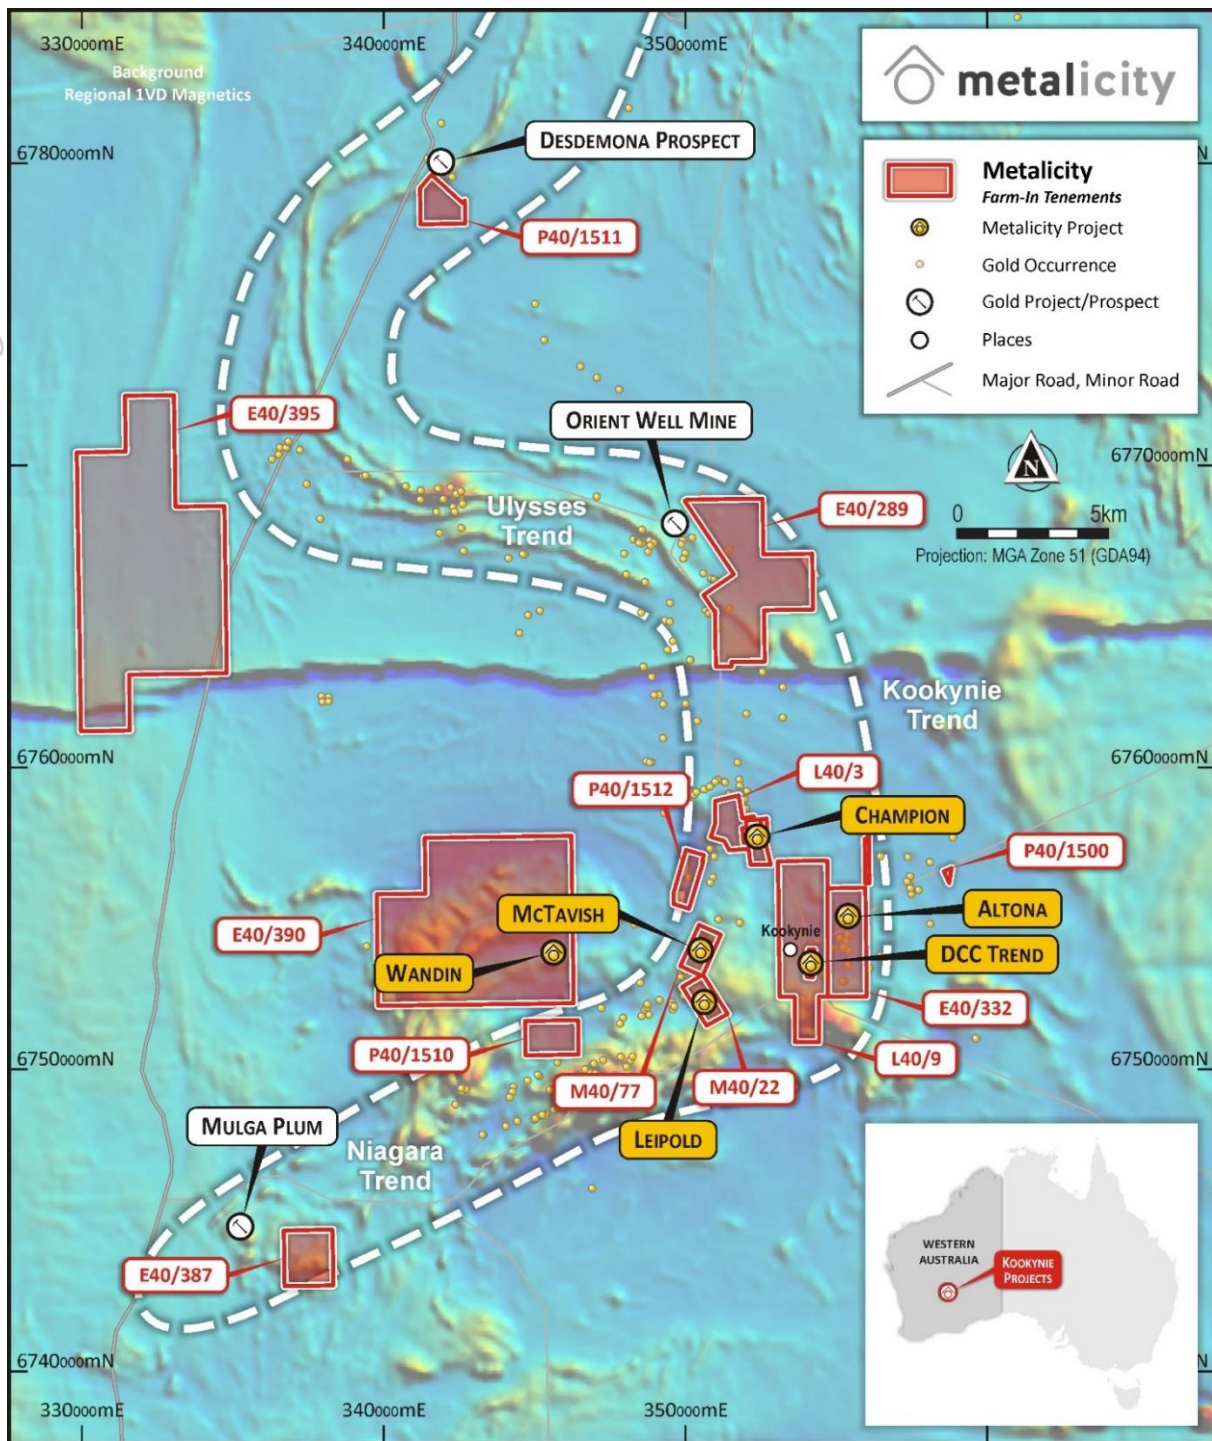 330000mE
340000mE
350000mE
Background
Regional 1VD Magnetics
metalicity
6780000mN
N
DESDEMONA PROSPECT
P40/1511
Metalicity
Farm-In Tenements
Metalicity Project
Gold Occurrence
Gold Project/Prospect
Places
Major Road, Minor Road
E40/395
ORIENT WELL MINE
N
6770000mN
Ulysses
Trend
E40/289
0
5km
Projection: MGA Zone 51 (GDA94)
Kookynie
Trend
6760000mN
6760000mN
L40/3
P40/1512
CHAMPION
P40/1500
MCTAVISH
ALTONA
E40/390
Kookynie
WANDIN
DCC TREND
E40/332
P40/1510
L40/9
6750000mN
6750000mN
M40/77
M40/22
MULGA PLUM
LEIPOLD
Niagara
Trend
E40/387
WESTERN
AUSTRALIA
KOOKYNIE
PROJECTS
6740000mN
N
330000mE
340000mE
350000mE